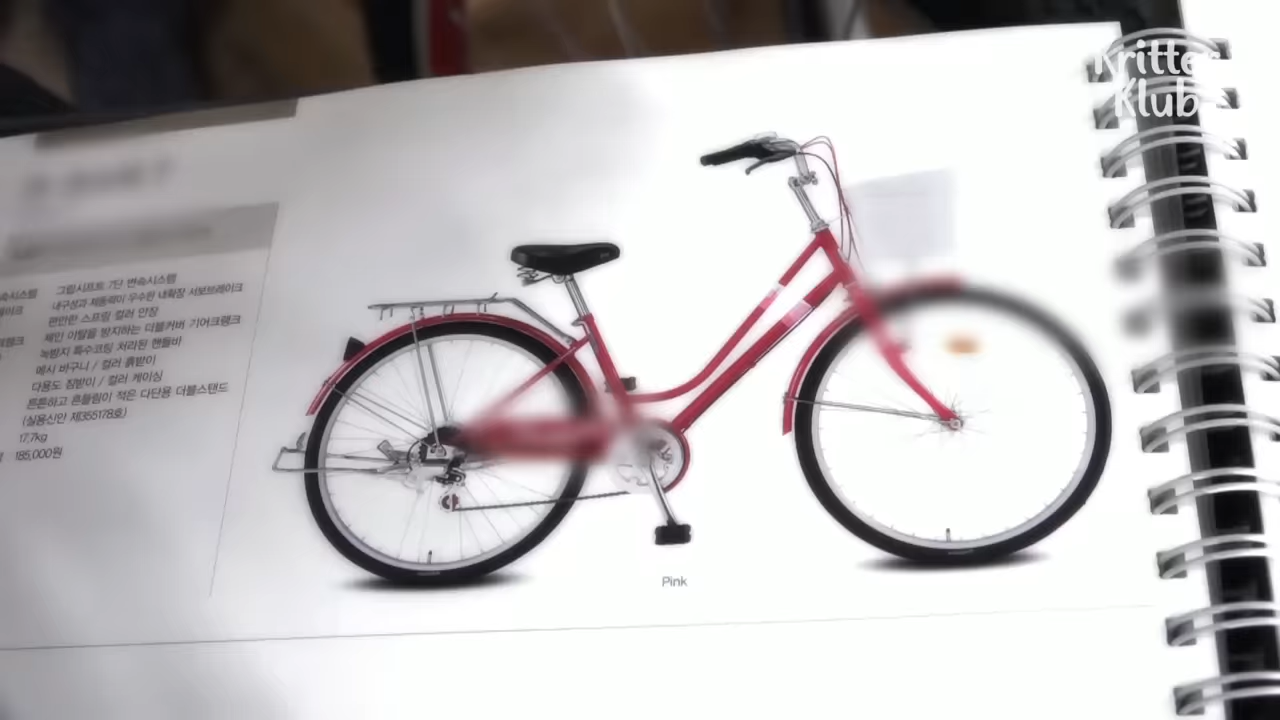 Kritter
Klub
변속시스템 그립시프트 7단 변속시스템
내구성과 제동력이 우수한 내확장 서보브레이크
편안한 스프링 컬러 안장
체인 이탈을 방지하는 더블커버 기어크랭크
녹방지 특수코팅 처리된 핸들바
메시 바구니 / 컬러 흙받이
다용도 짐받이 / 컬러 케이싱
튼튼하고 흔들림이 적은 다단용 더블스탠드
(실용신안 제355178호)
17.7kg
185,000원
Pink